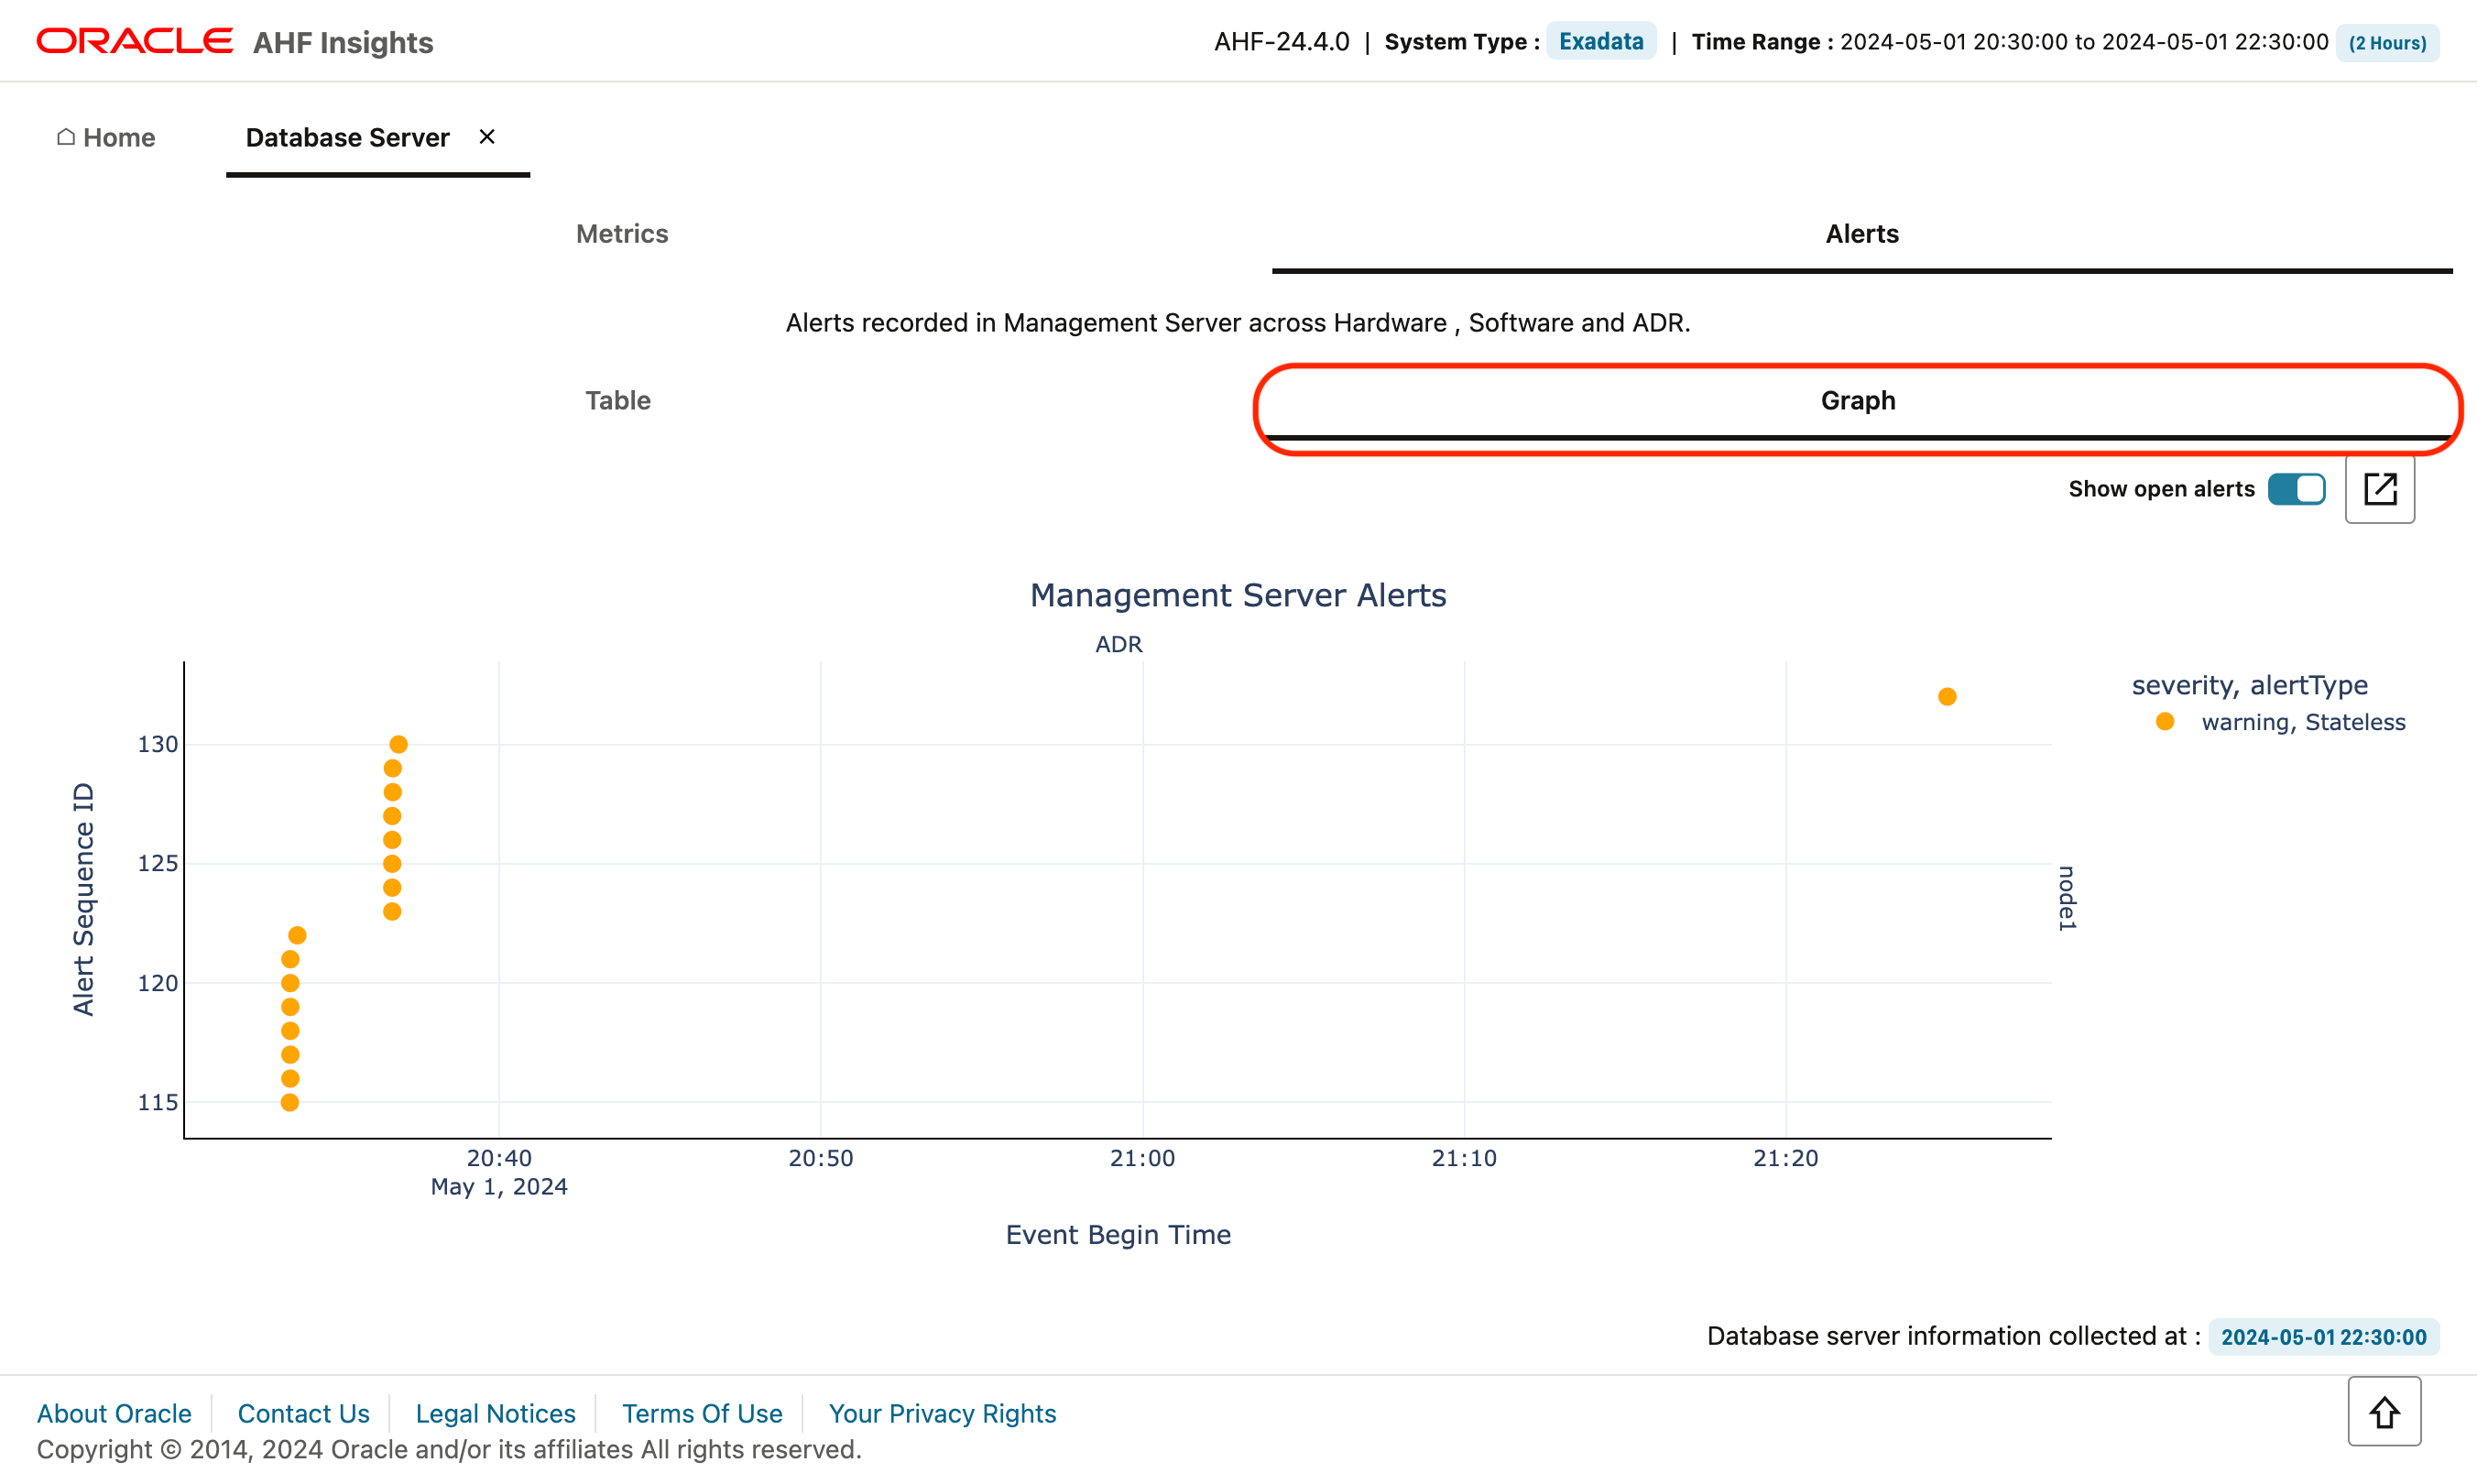 ORACLE AHF Insights
AHF-24.4.0 | System Type : Exadata | Time Range : 2024-05-01 20:30:00 to 2024-05-01 22:30:00 (2 Hours)
Home
Database Server ×
Metrics
Alerts
Alerts recorded in Management Server across Hardware , Software and ADR.
Table
Graph
Show open alerts
Management Server Alerts
ADR
severity, alertType
warning, Stateless
130
125
120
115
Alert Sequence ID
node1
20:40
20:50
21:00
21:10
21:20
May 1, 2024
Event Begin Time
Database server information collected at : 2024-05-01 22:30:00
About Oracle
Contact Us
Legal Notices
Terms Of Use
Your Privacy Rights
Copyright © 2014, 2024 Oracle and/or its affiliates All rights reserved.